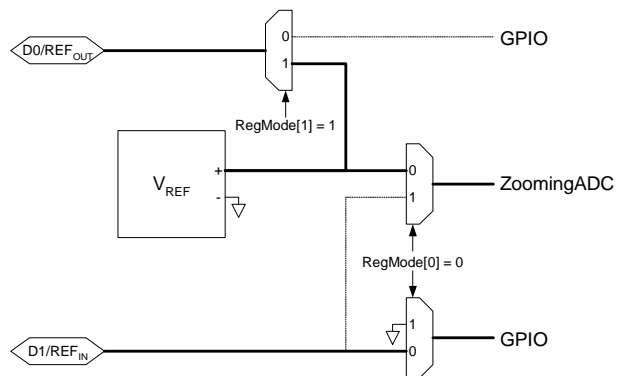 D0/REF_OUT
0
GPIO
1
RegMode[1] = 1
V_REF
+
-
0
1
ZoomingADC
RegMode[0] = 0
1
0
GPIO
D1/REF_IN